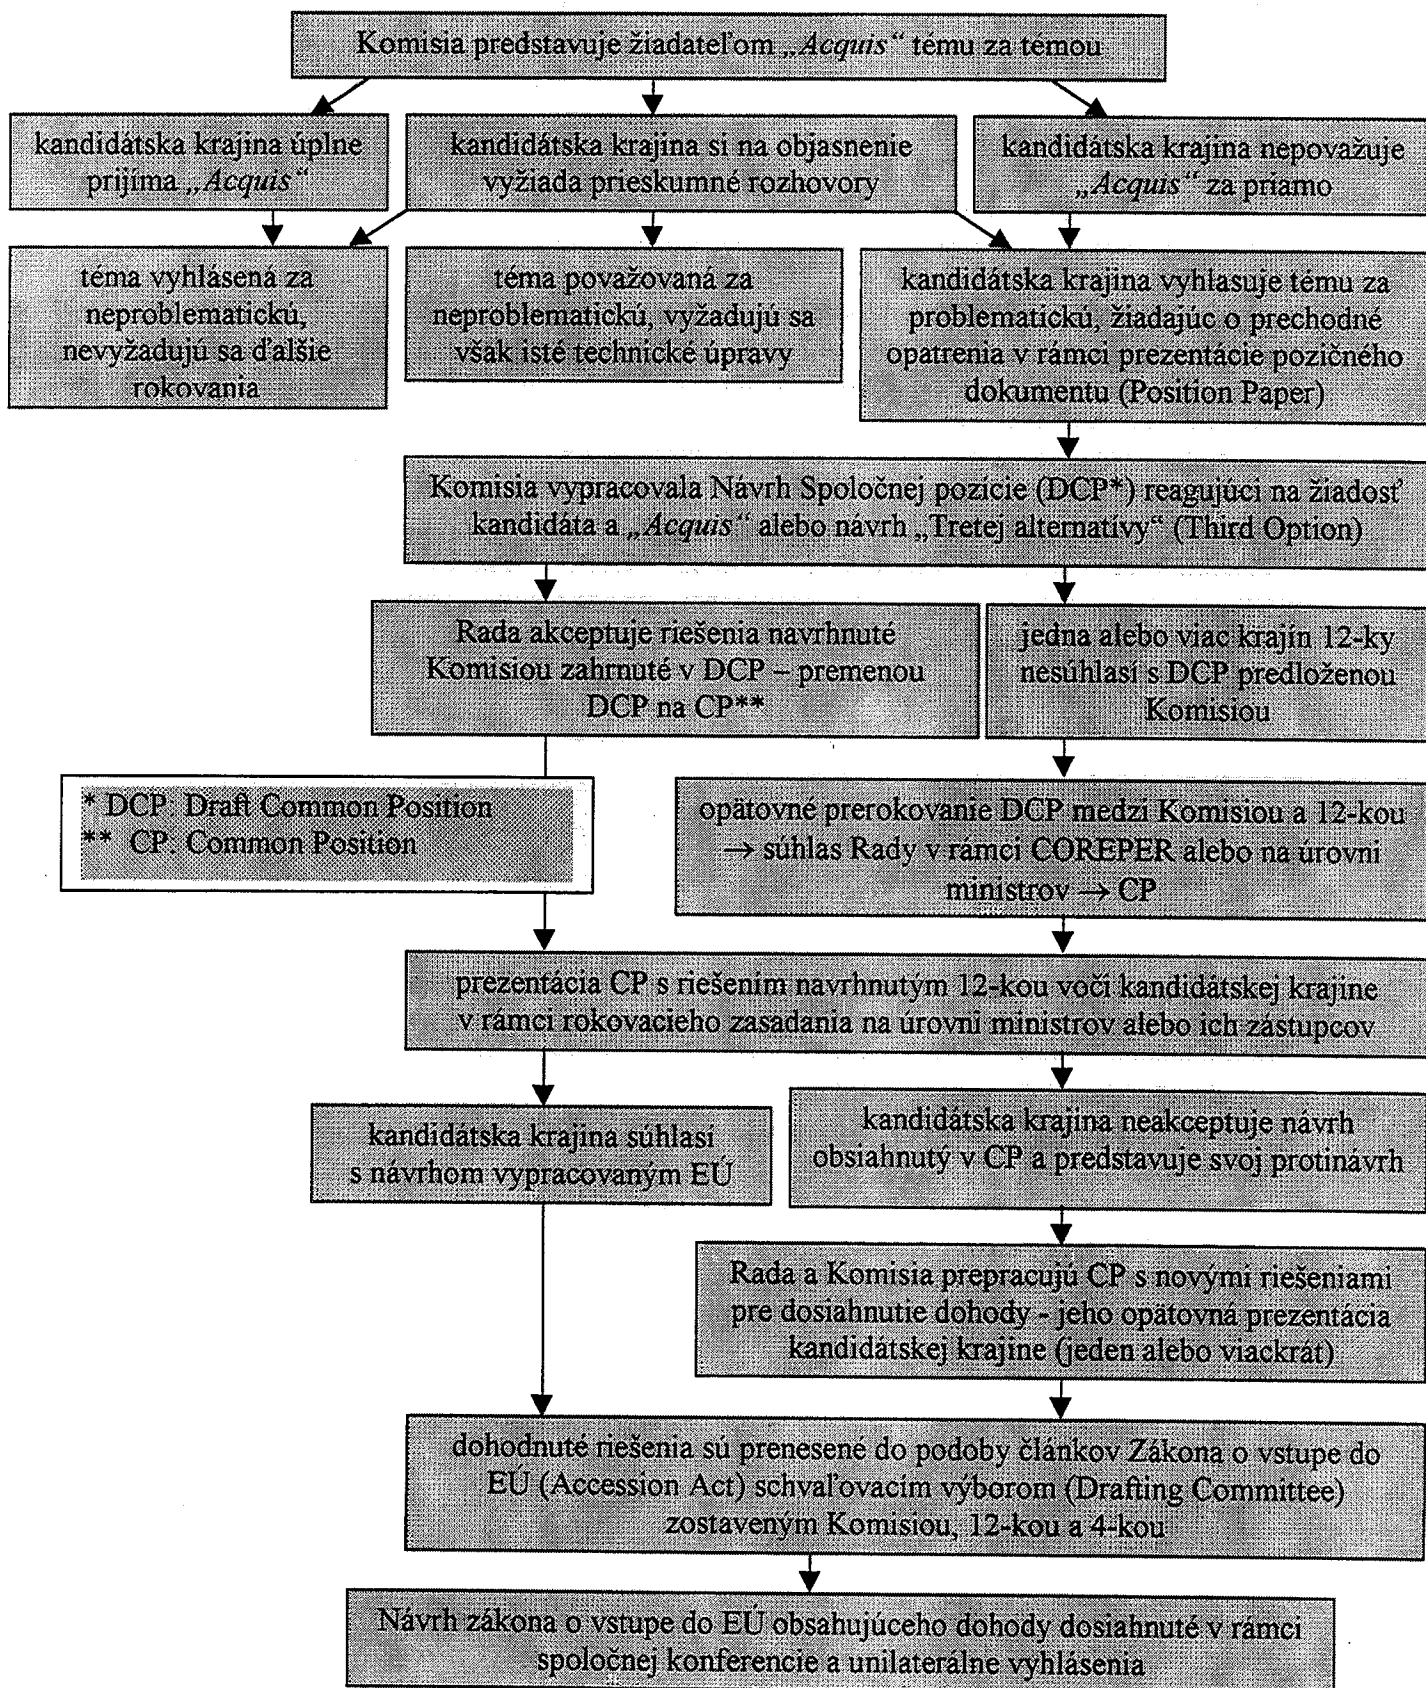 Komisia predstavuje žiadateľom „Acquis“ tému za témou
kandidátska krajina úplne
prijíma „Acquis“
kandidátska krajina si na objasnenie
vyžiada prieskumné rozhovory
kandidátska krajina nepovažuje
„Acquis“ za priamo
téma vyhlásená za
neproblematickú,
nevyžadujú sa ďalšie
rokovania
téma považovaná za
neproblematickú, vyžadujú sa
však isté technické úpravy
kandidátska krajina vyhlasuje tému za
problematickú, žiadajúc o prechodné
opatrenia v rámci prezentácie pozičného
dokumentu (Position Paper)
Komisia vypracovala Návrh Spoločnej pozície (DCP*) reagujúci na žiadosť
kandidáta a „Acquis“ alebo návrh „Tretej alternatívy“ (Third Option)
Rada akceptuje riešenia navrhnuté
Komisiou zahrnuté v DCP – premenou
DCP na CP**
jedna alebo viac krajín 12-ky
nesúhlasí s DCP predloženou
Komisiou
* DCP: Draft Common Position
** CP: Common Position
opätovné prerokovanie DCP medzi Komisiou a 12-kou
→ súhlas Rady v rámci COREPER alebo na úrovni
ministrov → CP
prezentácia CP s riešením navrhnutým 12-kou voči kandidátskej krajine
v rámci rokovacieho zasadania na úrovni ministrov alebo ich zástupcov
kandidátska krajina súhlasí
s návrhom vypracovaným EÚ
kandidátska krajina neakceptuje návrh
obsiahnutý v CP a predstavuje svoj protinávrh
Rada a Komisia prepracujú CP s novými riešeniami
pre dosiahnutie dohody - jeho opätovná prezentácia
kandidátskej krajine (jeden alebo viackrát)
dohodnuté riešenia sú prenesené do podoby článkov Zákona o vstupe do
EÚ (Accession Act) schvaľovacím výborom (Drafting Committee)
zostaveným Komisiou, 12-kou a 4-kou
Návrh zákona o vstupe do EÚ obsahujúceho dohody dosiahnuté v rámci
spoločnej konferencie a unilaterálne vyhlásenia